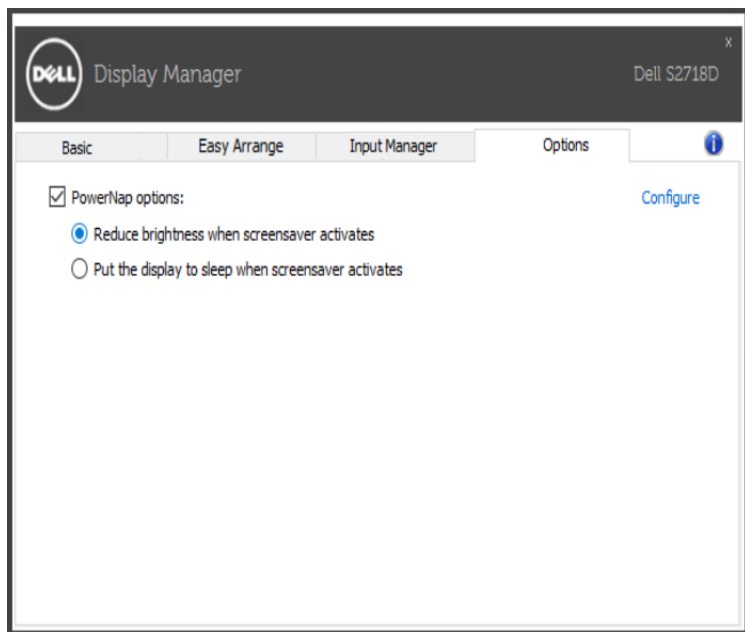 x
DELL Display Manager Dell S2718D
Basic Easy Arrange Input Manager Options i
PowerNap options: Configure
Reduce brightness when screensaver activates
Put the display to sleep when screensaver activates